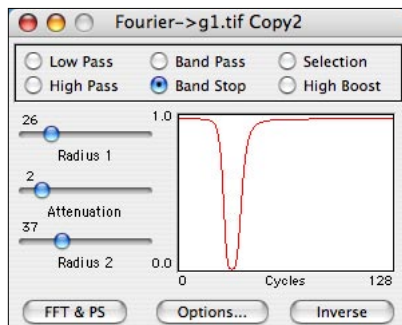 Fourier->g1.tif Copy2
Low Pass Band Pass Selection
High Pass Band Stop High Boost
26
Radius 1
2
Attenuation
37
Radius 2
1.0
0.0
0 Cycles 128
FFT & PS Options... Inverse